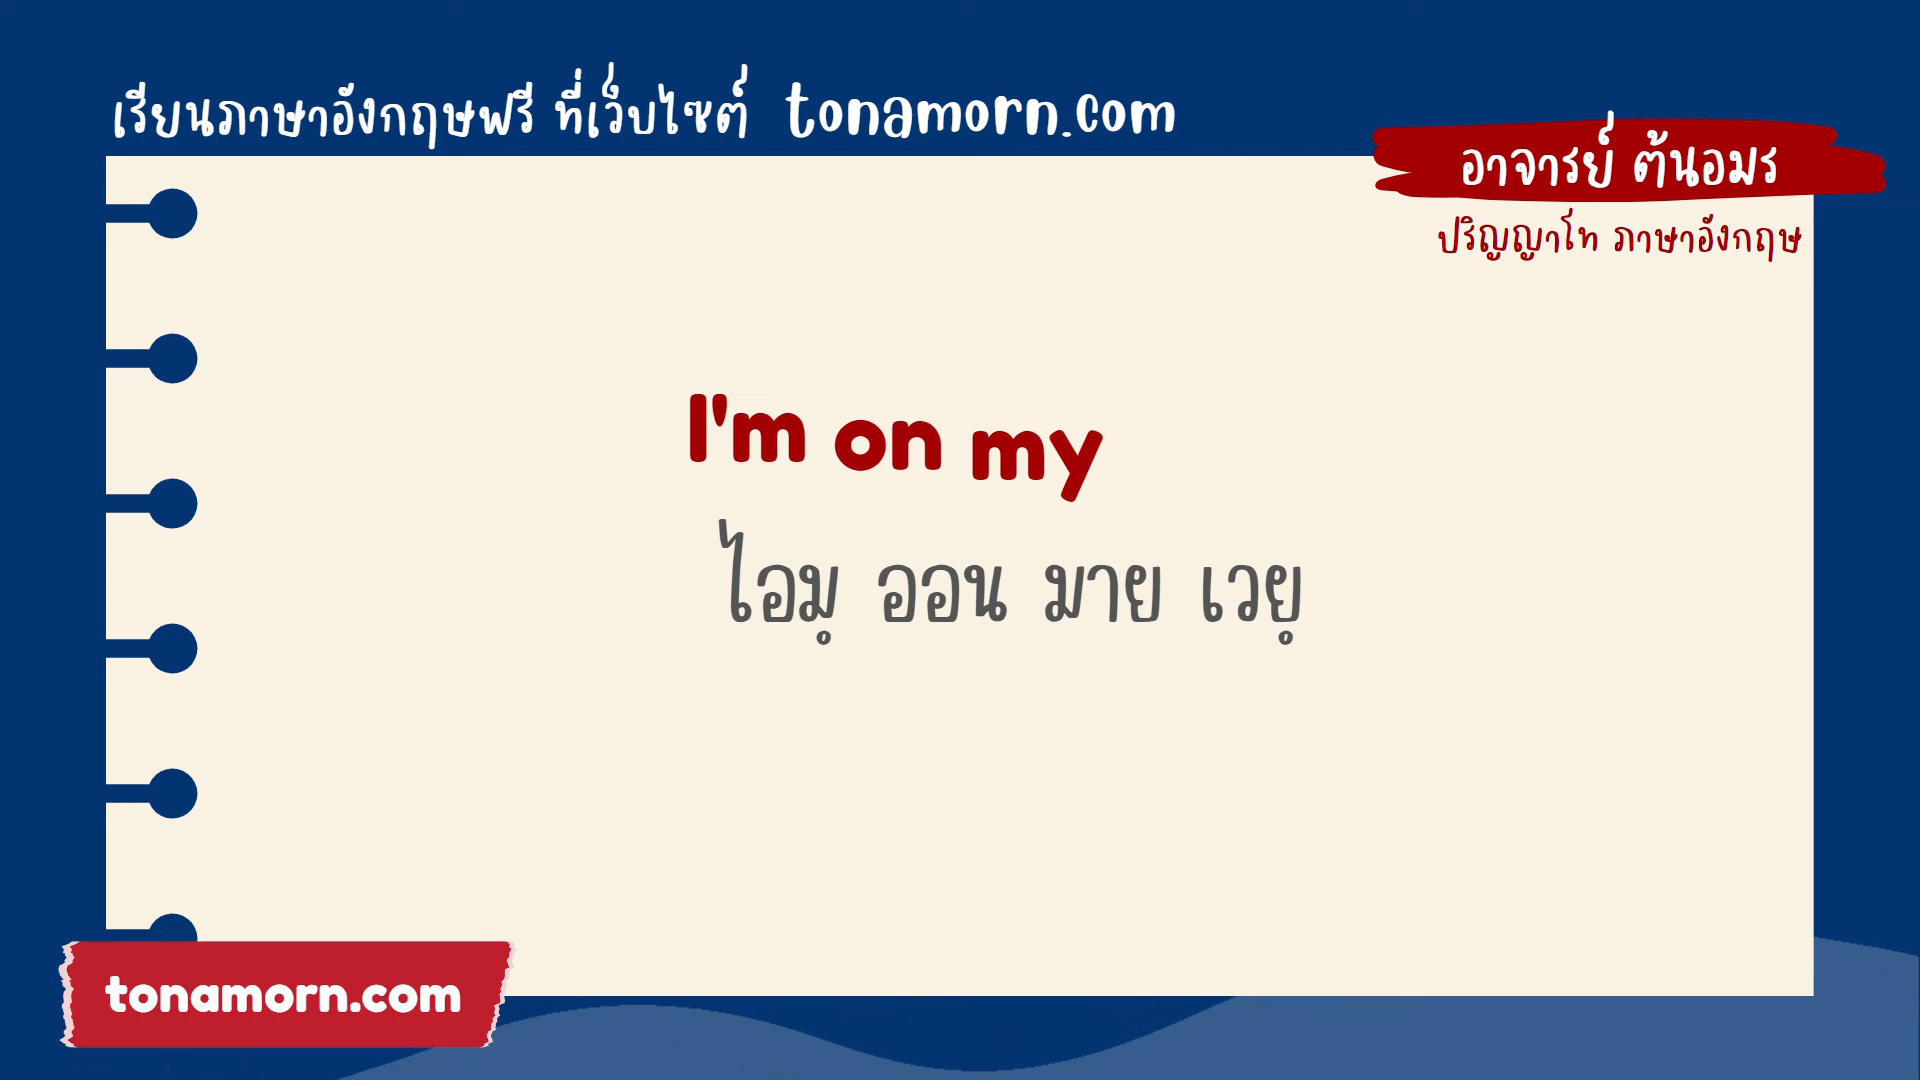 เรียนภาษาอังกฤษฟรี ที่เว็บไซต์ tonamorn.com
อาจารย์ ต้นอมร
ปริญญาโท ภาษาอังกฤษ
I'm on my
ไอมฺ ออน มาย เวยฺ
tonamorn.com